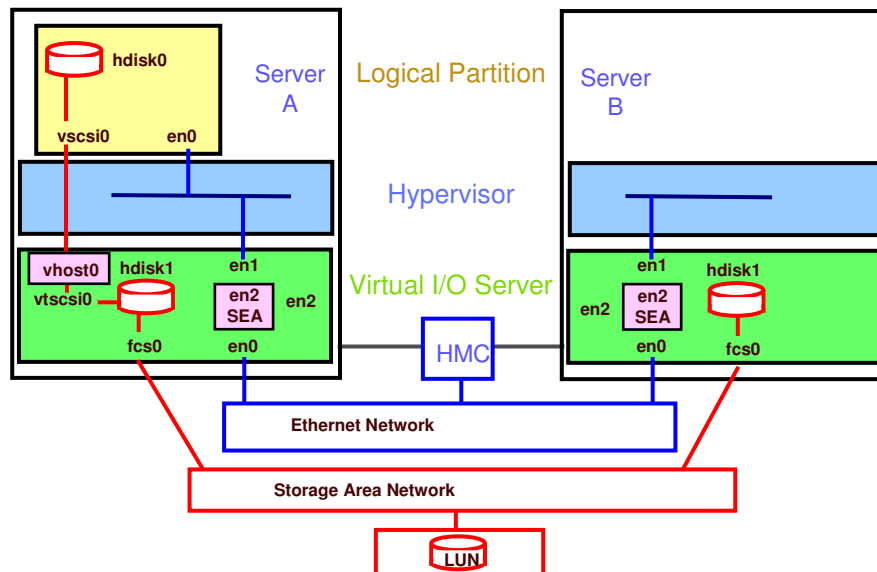 hdisk0
Server
A
Logical Partition
Server
B
vscsi0
en0
Hypervisor
vhost0
hdisk1
en1
vtscsi0
en2
SEA
en2
fcs0
en0
Virtual I/O Server
HMC
en1
hdisk1
en2
en2
SEA
en0
fcs0
Ethernet Network
Storage Area Network
LUN